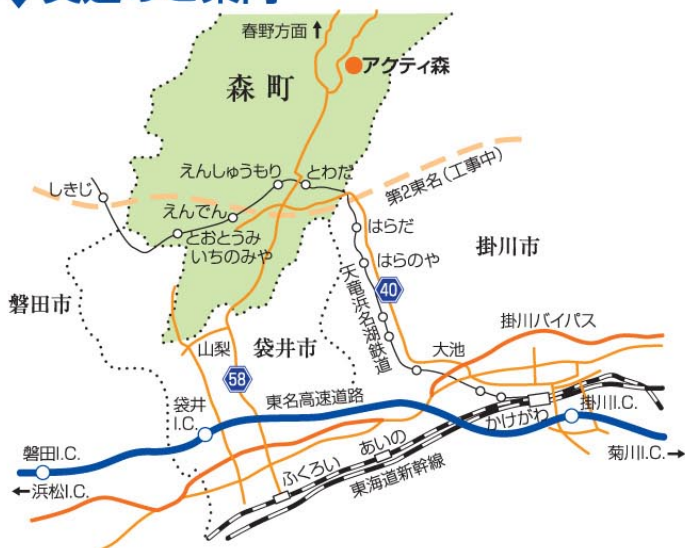 春野方面↑
アクティ森
森町
えんしゅうもり
とわだ
第2東名(工事中)
しきじ
えんでん
とおとうみ
いちのみや
はらだ
はらのや
掛川市
天竜浜名湖鉄道
40
磐田市
山梨
袋井市
58
大池
掛川バイパス
東名高速道路
袋井
I.C.
かけがわ
掛川I.C.
磐田I.C.
あいの
ふくろい
東海道新幹線
菊川I.C.→
←浜松I.C.